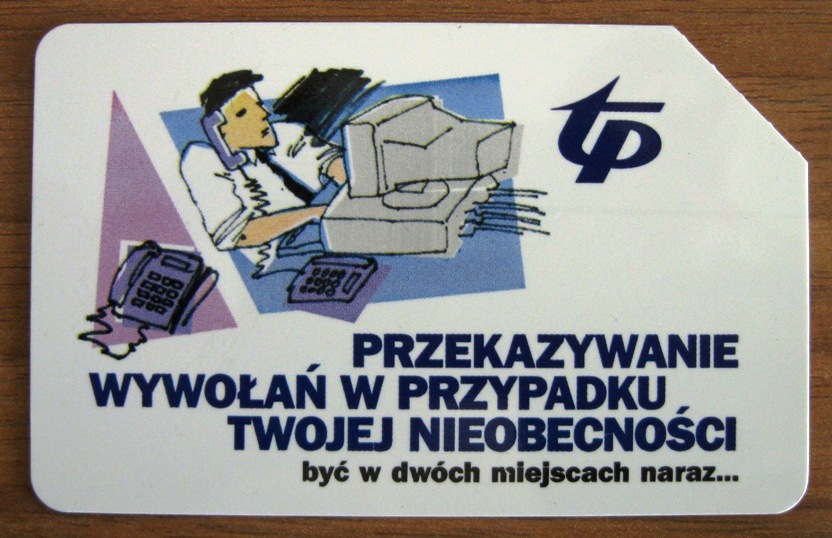 tp
PRZEKAZYWANIE
WYWOŁAŃ W PRZYPADKU
TWOJEJ NIEOBECNOŚCI
być w dwóch miejscach naraz...